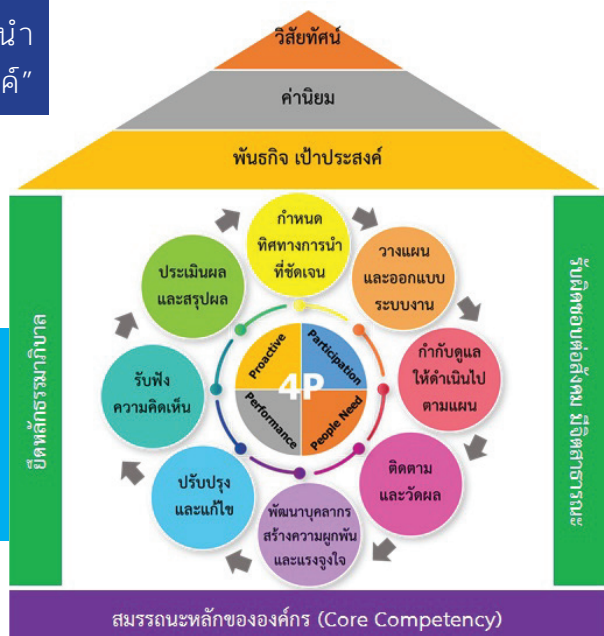 นำ
ค์"
วิสัยทัศน์
ค่านิยม
พันธกิจ เป้าประสงค์
ยึดหลักธรรมาภิบาล
รับผิดชอบต่อสังคม มีจิตสาธารณะ
กำหนด
ทิศทางการนำ
ที่ชัดเจน
วางแผน
และออกแบบ
ระบบงาน
กำกับดูแล
ให้ดำเนินไป
ตามแผน
ติดตาม
และวัดผล
พัฒนาบุคลากร
สร้างความผูกพัน
และแรงจูงใจ
ปรับปรุง
และแก้ไข
รับฟัง
ความคิดเห็น
ประเมินผล
และสรุปผล
4P
Proactive
Participation
People Need
Performance
สมรรถนะหลักขององค์กร (Core Competency)